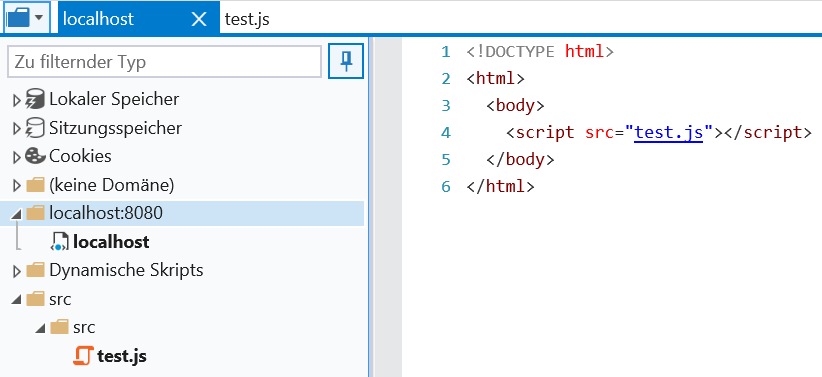 localhost
test.js
Zu filternder Typ
Lokaler Speicher
Sitzungsspeicher
Cookies
(keine Domäne)
localhost:8080
localhost
Dynamische Skripts
src
src
test.js
1 <!DOCTYPE html>
2 <html>
3   <body>
4     <script src="test.js"></script>
5   </body>
6 </html>